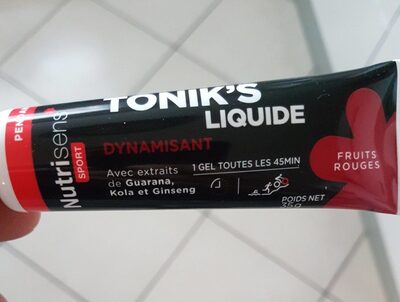 TONIK'S
LIQUIDE
DYNAMISANT
Avec extraits
de Guarana,
Kola et Ginseng
1 GEL TOUTES LES 45MIN
FRUITS
ROUGES
POIDS NET
35g
Nutrisens
SPORT